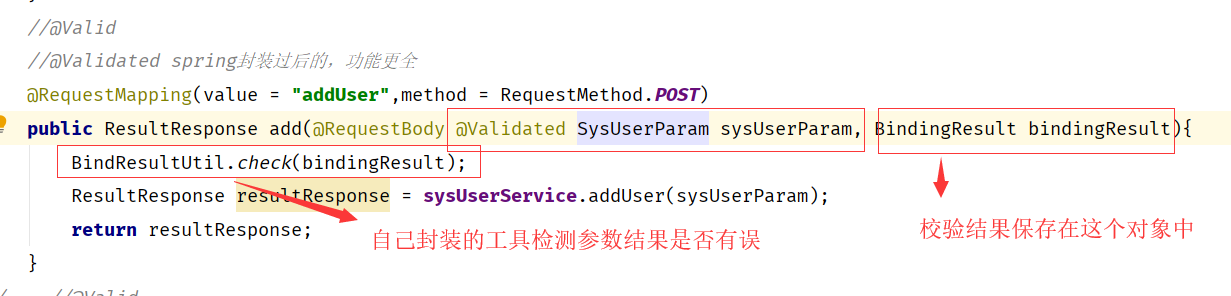 //@Valid
//@Validated spring封装过后的，功能更全
@RequestMapping(value = "addUser",method = RequestMethod.POST)
public ResultResponse add(@RequestBody @Validated SysUserParam sysUserParam, BindingResult bindingResult){
BindResultUtil.check(bindingResult);
ResultResponse resultResponse = sysUserService.addUser(sysUserParam);
return resultResponse;
自己封装的工具检测参数结果是否有误
校验结果保存在这个对象中
}
//@Valid